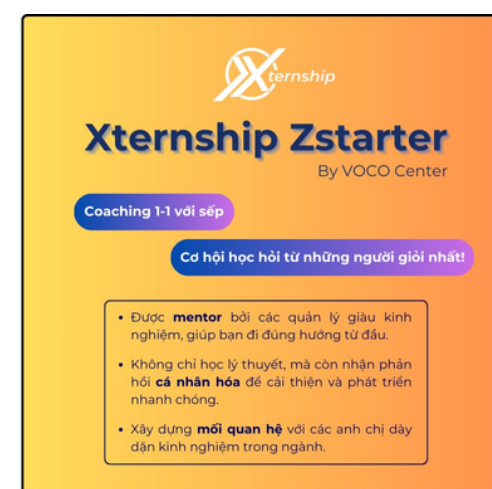 Xternship
Xternship Zstarter
By VOCO Center
Coaching 1-1 với sếp
Cơ hội học hỏi từ những người giỏi nhất!
• Được mentor bởi các quản lý giàu kinh
nghiệm, giúp bạn đi đúng hướng từ đầu.
• Không chỉ học lý thuyết, mà còn nhận phản
hồi cá nhân hóa để cải thiện và phát triển
nhanh chóng.
• Xây dựng mối quan hệ với các anh chị dày
dặn kinh nghiệm trong ngành.